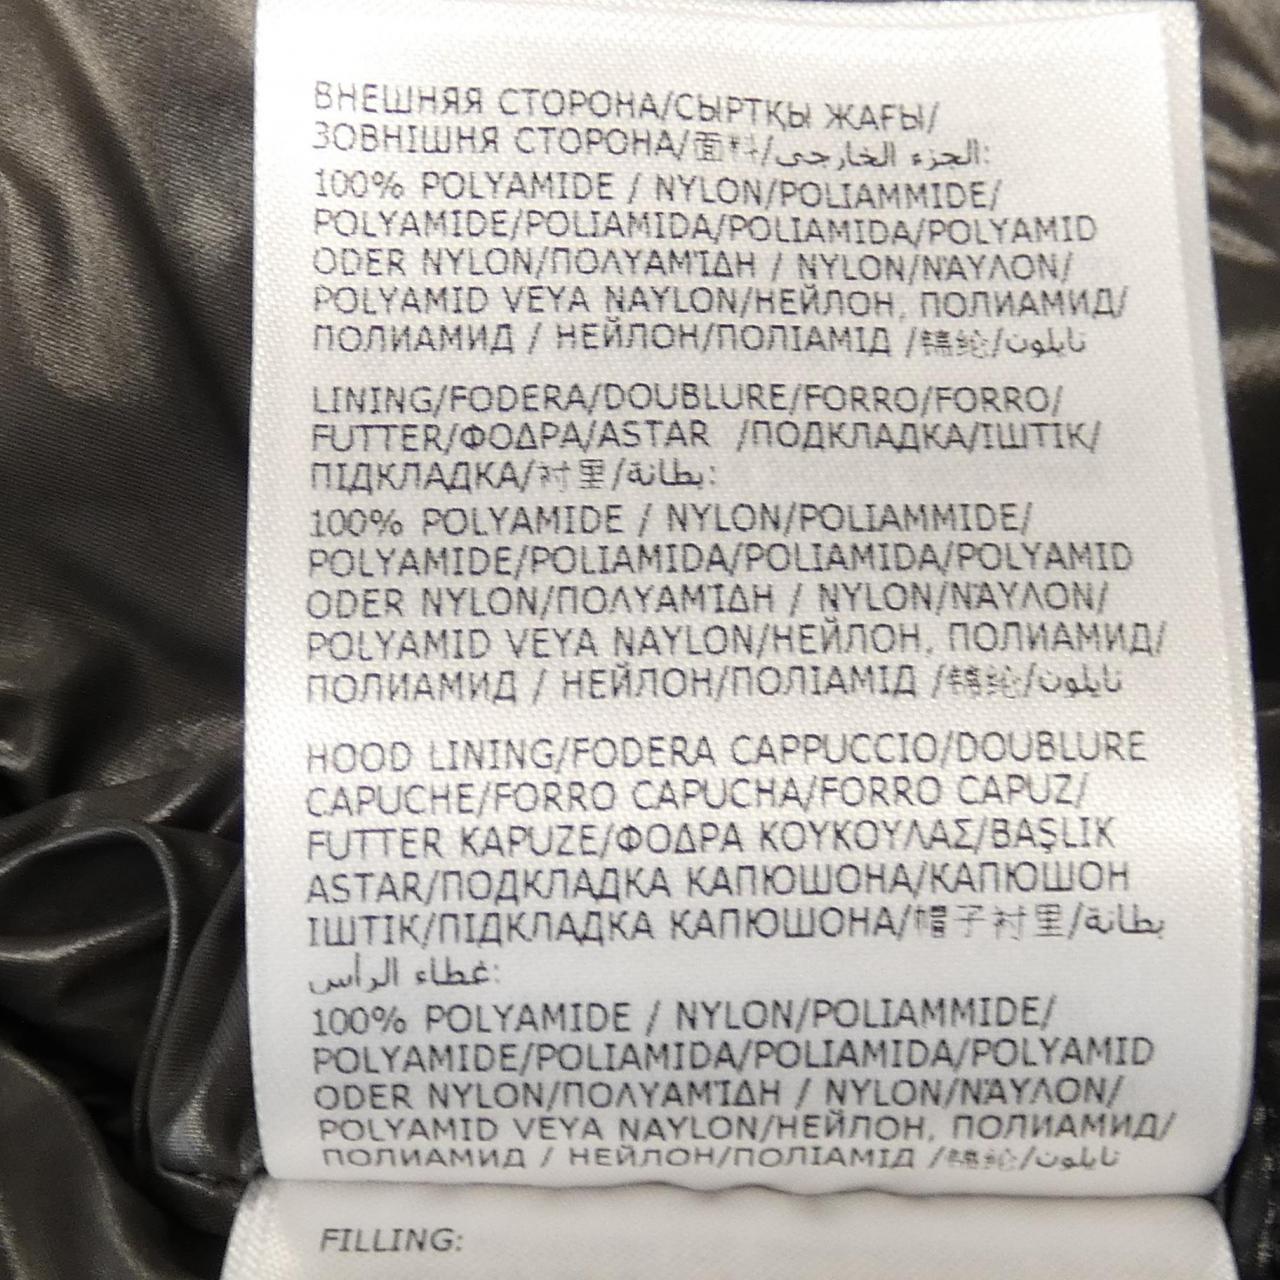 ВНЕШНЯЯ СТОРОНА/СЫРТҚЫ ЖАҒЫ/
ЗОВНІШНЯ СТОРОНА/面料/الجزء الخارجي:
100% POLYAMIDE / NYLON/POLIAMMIDE/
POLYAMIDE/POLIAMIDA/POLIAMIDA/POLYAMID
ODER NYLON/ΠΟΛΥΑΜΊΔΗ / NYLON/ΝΆΥΛΟΝ/
POLYAMID VEYA NAYLON/НЕЙЛОН, ПОЛИАМИД/
ПОЛИАМИД / НЕЙЛОН/ПОЛІАМІД /锦纶/نايلون
LINING/FODERA/DOUBLURE/FORRO/FORRO/
FUTTER/ΦΟΔΡΑ/ASTAR /ПОДКЛАДКА/ІШТІК/
ПІДКЛАДКА/衬里/بطانة:
100% POLYAMIDE / NYLON/POLIAMMIDE/
POLYAMIDE/POLIAMIDA/POLIAMIDA/POLYAMID
ODER NYLON/ΠΟΛΥΑΜΊΔΗ / NYLON/ΝΆΥΛΟΝ/
POLYAMID VEYA NAYLON/НЕЙЛОН, ПОЛИАМИД/
ПОЛИАМИД / НЕЙЛОН/ПОЛІАМІД /锦纶/نايلون
HOOD LINING/FODERA CAPPUCCIO/DOUBLURE
CAPUCHE/FORRO CAPUCHA/FORRO CAPUZ/
FUTTER KAPUZE/ΦΟΔΡΑ ΚΟΥΚΟΥΛΑΣ/BAŞLIK
ASTAR/ПОДКЛАДКА КАПЮШОНА/КАПЮШОН
ІШТІК/ПІДКЛАДКА КАПЮШОНА/帽子衬里/بطانة
غطاء الرأس:
100% POLYAMIDE / NYLON/POLIAMMIDE/
POLYAMIDE/POLIAMIDA/POLIAMIDA/POLYAMID
ODER NYLON/ΠΟΛΥΑΜΊΔΗ / NYLON/ΝΆΥΛΟΝ/
POLYAMID VEYA NAYLON/НЕЙЛОН, ПОЛИАМИД/
ПОЛИАМИД / НЕЙЛОН/ПОЛІАМІД /锦纶/نايلون
FILLING: